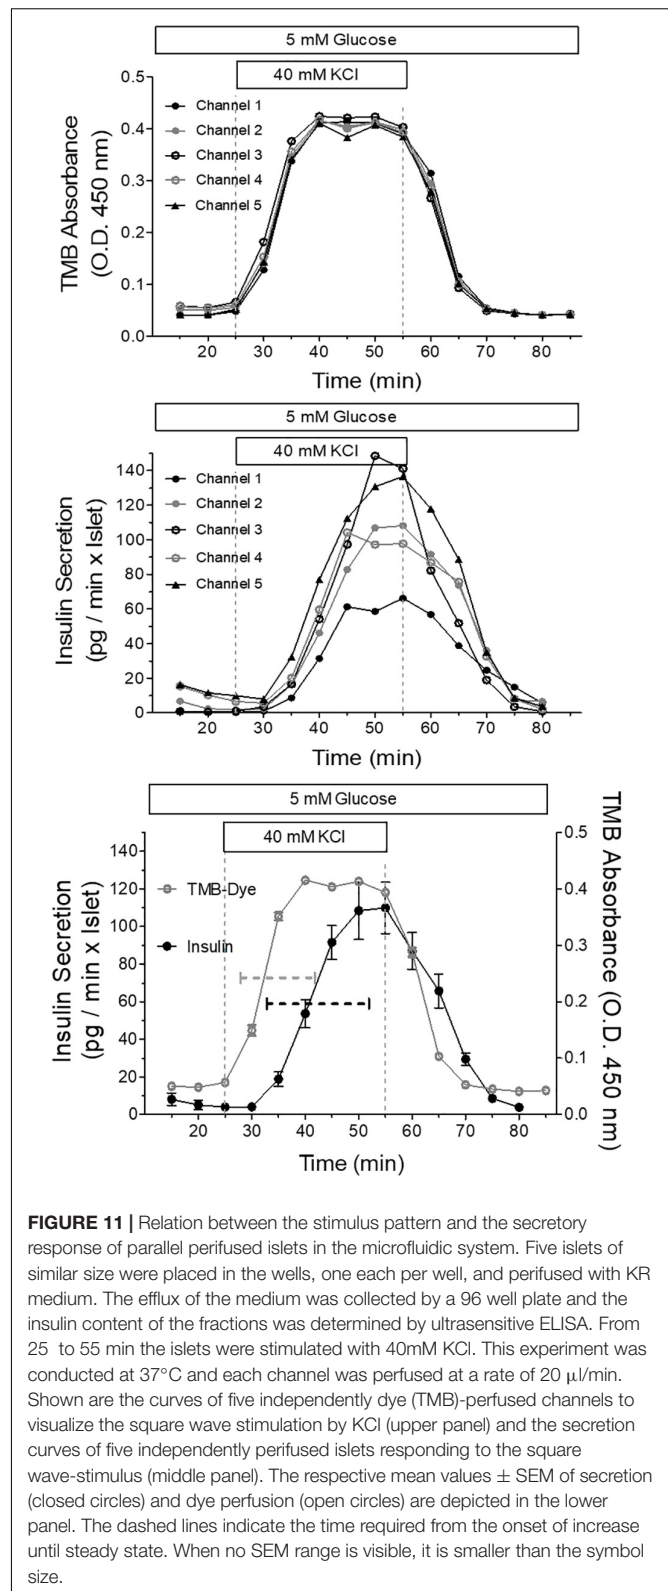 5 mM Glucose
40 mM KCl
0.5
0.4
0.3
0.2
0.1
0.0
TMB Absorbance
(O.D. 450 nm)
Channel 1
Channel 2
Channel 3
Channel 4
Channel 5
20 30 40 50 60 70 80
Time (min)
5 mM Glucose
40 mM KCl
140
120
100
80
60
40
20
0
Insulin Secretion
(pg / min x Islet)
Channel 1
Channel 2
Channel 3
Channel 4
Channel 5
20 30 40 50 60 70 80
Time (min)
5 mM Glucose
40 mM KCl
140
120
100
80
60
40
20
0
Insulin Secretion
(pg / min x Islet)
TMB-Dye
Insulin
0.5
0.4
0.3
0.2
0.1
0.0
TMB Absorbance (O.D. 450 nm)
20 30 40 50 60 70 80
Time (min)
FIGURE 11 | Relation between the stimulus pattern and the secretory
response of parallel perifused islets in the microfluidic system. Five islets of
similar size were placed in the wells, one each per well, and perifused with KR
medium. The efflux of the medium was collected by a 96 well plate and the
insulin content of the fractions was determined by ultrasensitive ELISA. From
25 to 55 min the islets were stimulated with 40mM KCl. This experiment was
conducted at 37°C and each channel was perfused at a rate of 20 μl/min.
Shown are the curves of five independently dye (TMB)-perfused channels to
visualize the square wave stimulation by KCl (upper panel) and the secretion
curves of five independently perifused islets responding to the square
wave-stimulus (middle panel). The respective mean values ± SEM of secretion
(closed circles) and dye perfusion (open circles) are depicted in the lower
panel. The dashed lines indicate the time required from the onset of increase
until steady state. When no SEM range is visible, it is smaller than the symbol
size.